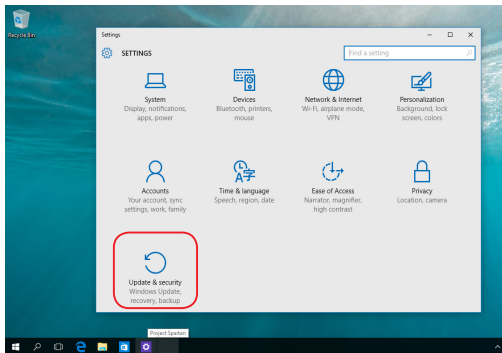 Recycle Bin
Settings
SETTINGS
Find a setting
System
Display, notifications,
apps, power
Devices
Bluetooth, printers,
mouse
Network & Internet
Wi-Fi, airplane mode,
VPN
Personalization
Background, lock
screen, colors
Accounts
Your account, sync
settings, work, family
Time & language
Speech, region, date
Ease of Access
Narrator, magnifier,
high contrast
Privacy
Location, camera
Update & security
Windows Update,
recovery, backup
Project Spartan